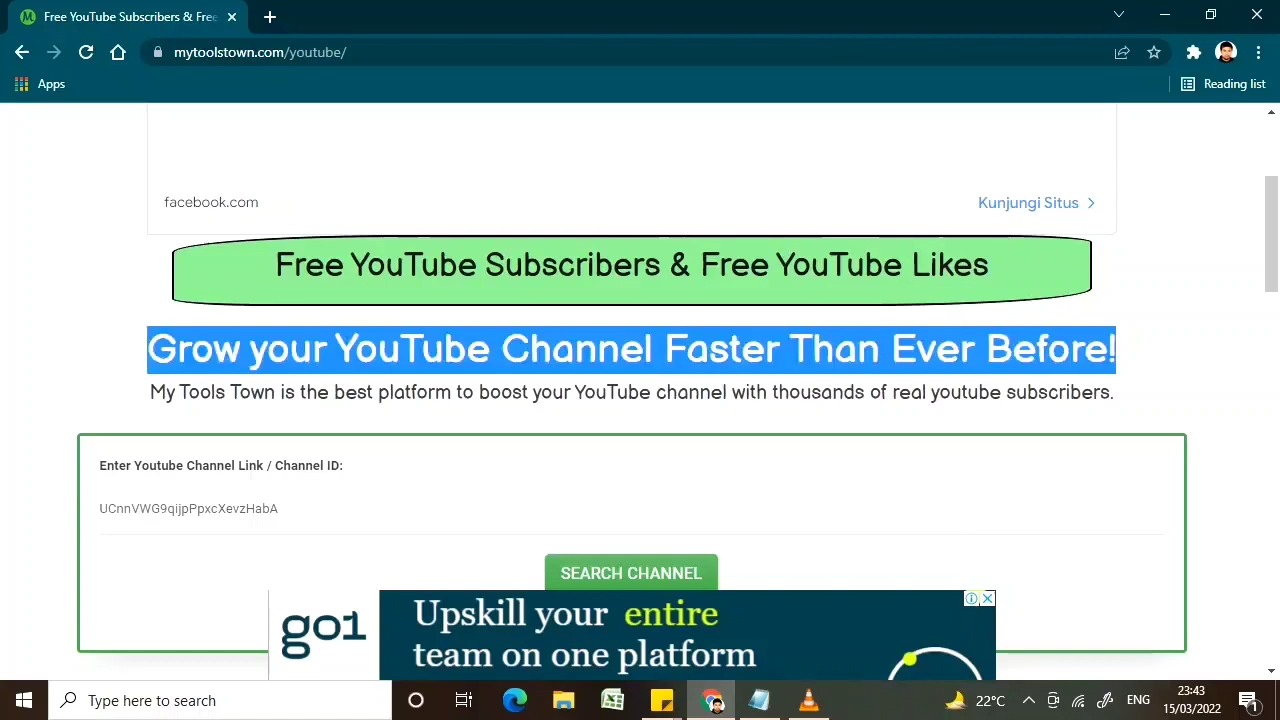 Free YouTube Subscribers & Free
mytoolstown.com/youtube/
Apps
Reading list
facebook.com
Kunjungi Situs
Free YouTube Subscribers & Free YouTube Likes
Grow your YouTube Channel Faster Than Ever Before!
My Tools Town is the best platform to boost your YouTube channel with thousands of real youtube subscribers.
Enter Youtube Channel Link / Channel ID:
UCnnVWG9qijpPpxcXevzHabA
SEARCH CHANNEL
go1
Upskill your entire
team on one platform
Type here to search
22°C
ENG
23:43
15/03/2022
1